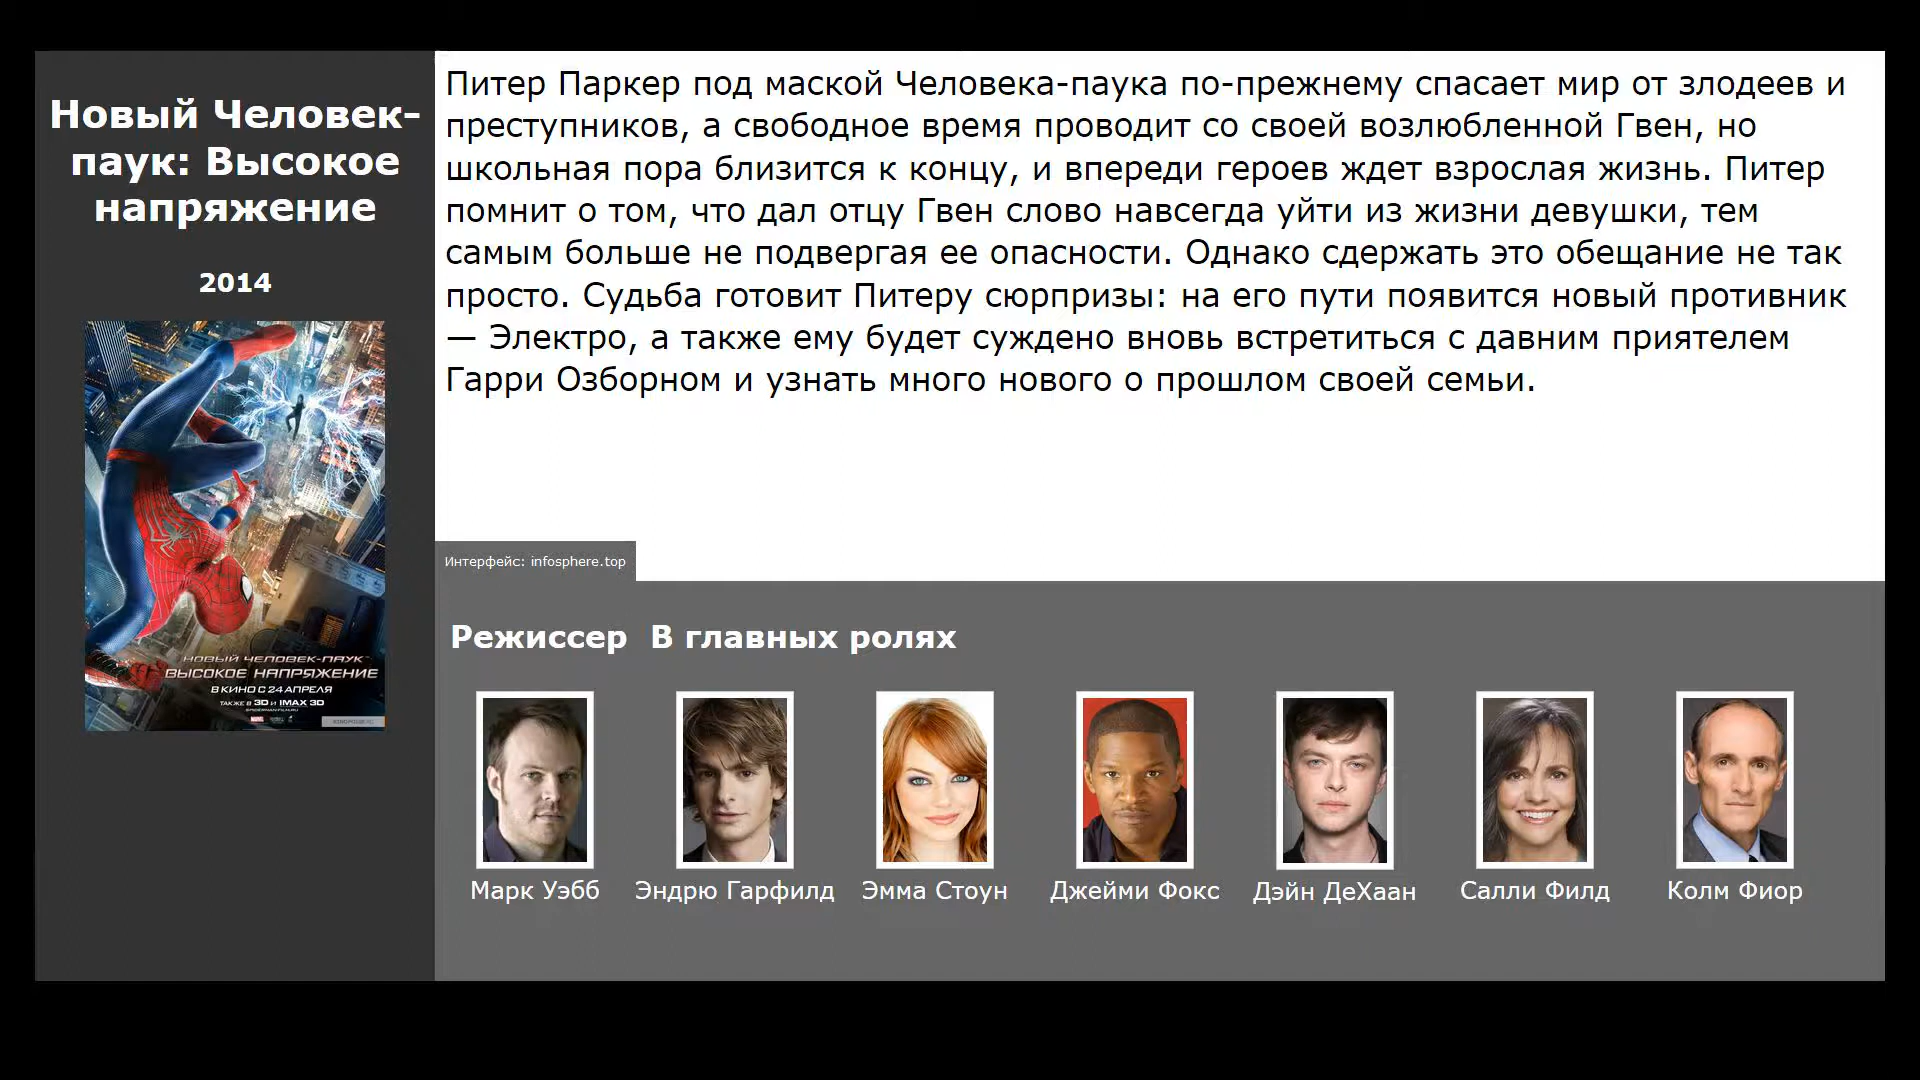 Новый Человек-
паук: Высокое
напряжение
2014
НОВЫЙ ЧЕЛОВЕК-ПАУК
ВЫСОКОЕ НАПРЯЖЕНИЕ
В КИНО С 24 АПРЕЛЯ
ТАКЖЕ В 3D И IMAX 3D
Питер Паркер под маской Человека-паука по-прежнему спасает мир от злодеев и
преступников, а свободное время проводит со своей возлюбленной Гвен, но
школьная пора близится к концу, и впереди героев ждет взрослая жизнь. Питер
помнит о том, что дал отцу Гвен слово навсегда уйти из жизни девушки, тем
самым больше не подвергая ее опасности. Однако сдержать это обещание не так
просто. Судьба готовит Питеру сюрпризы: на его пути появится новый противник
— Электро, а также ему будет суждено вновь встретиться с давним приятелем
Гарри Озборном и узнать много нового о прошлом своей семьи.
Интерфейс: infosphere.top
Режиссер В главных ролях
Марк Уэбб Эндрю Гарфилд Эмма Стоун Джейми Фокс Дэйн ДеХаан Салли Филд Колм Фиор